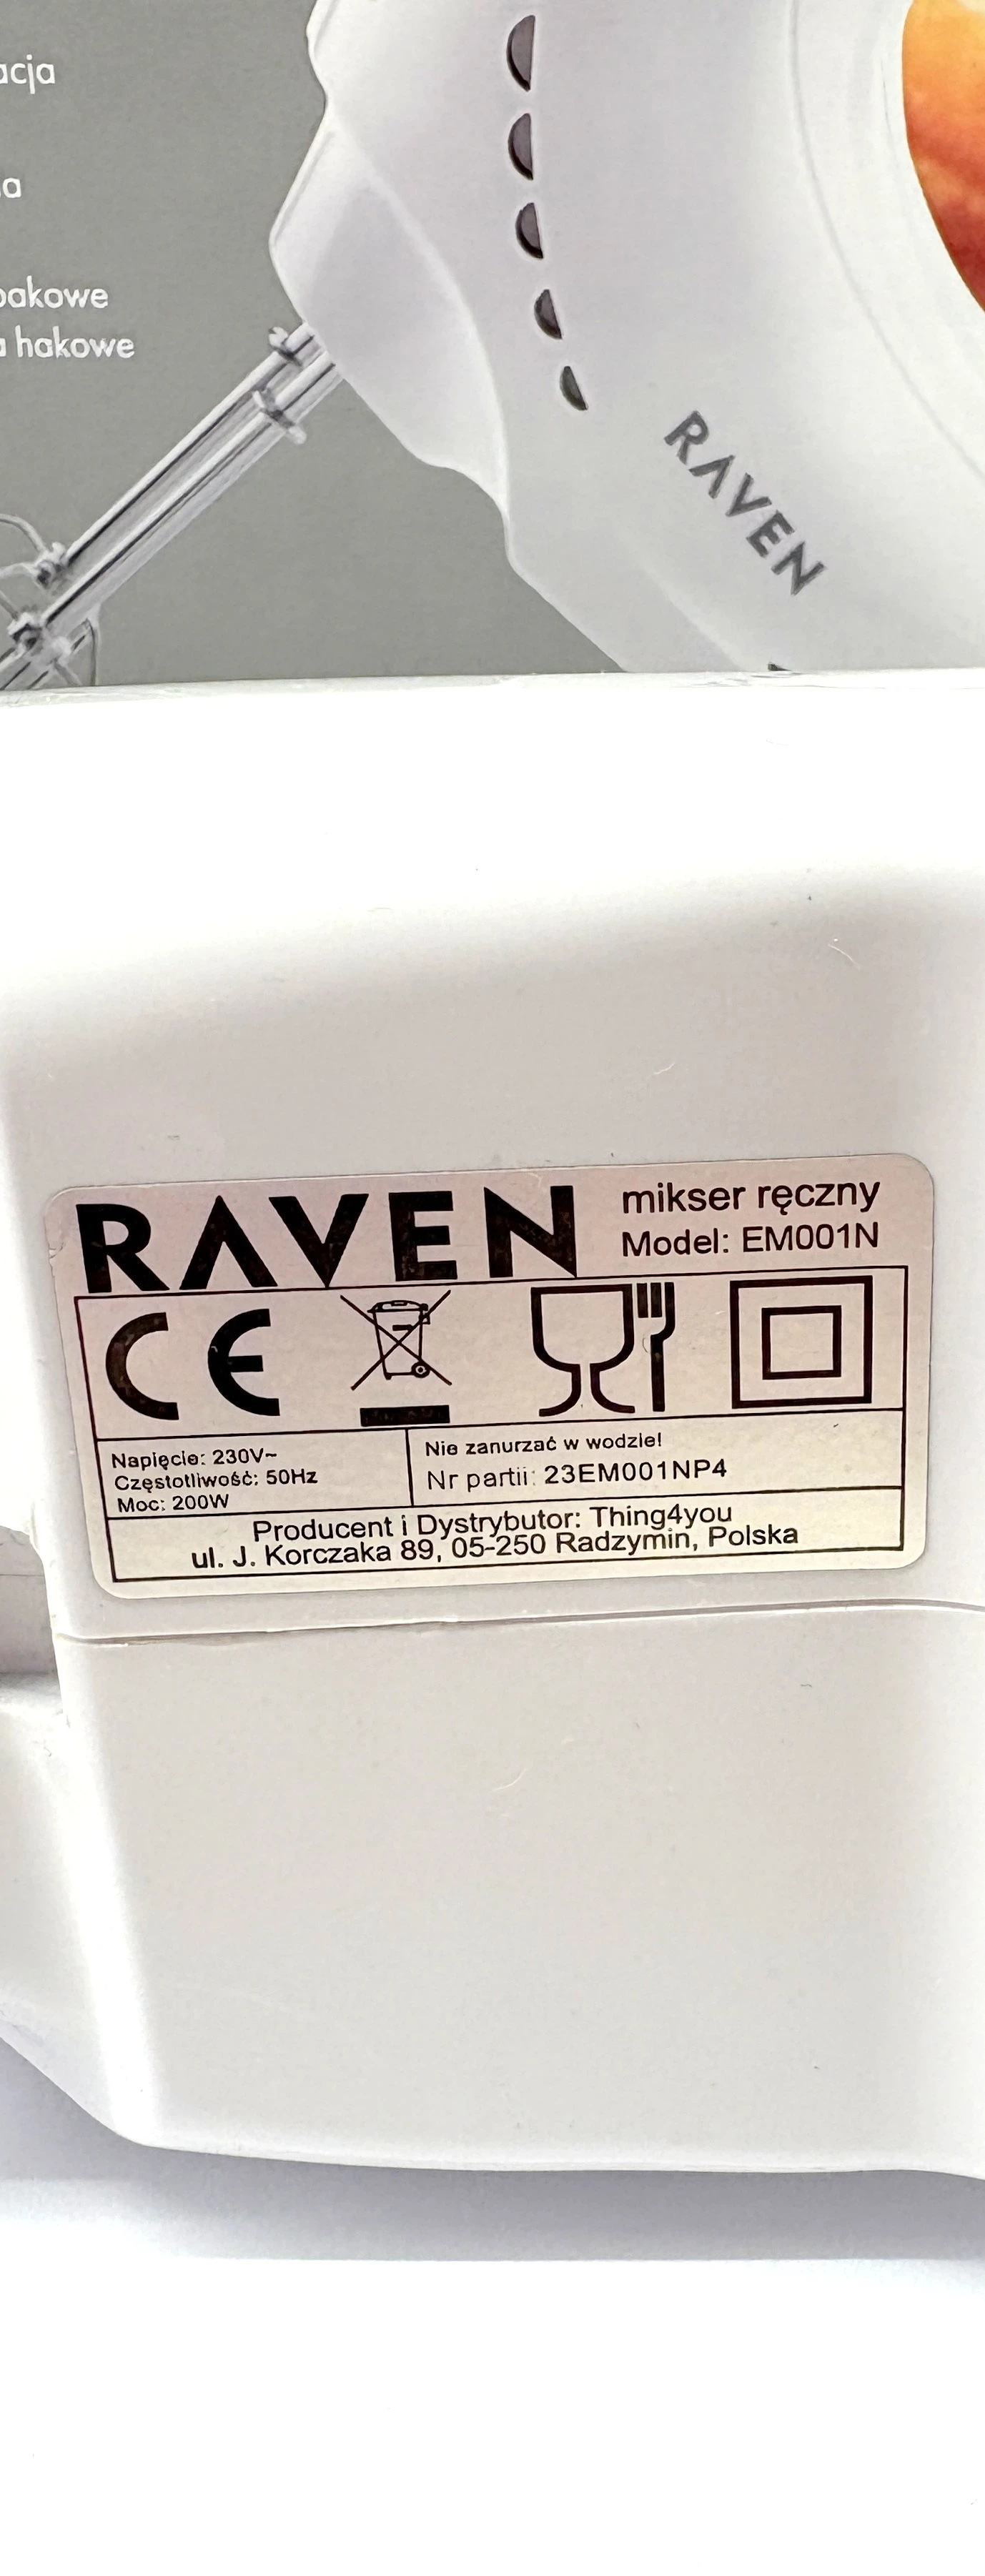 acja
a
pakowe
hakowe
RAVEN
RAVEN
mikser ręczny
Model: EM001N
CE
Napięcie: 230V~
Częstotliwość: 50Hz
Moc: 200W
Nie zanurzać w wodzie!
Nr partii: 23EM001NP4
Producent i Dystrybutor: Thing4you
ul. J. Korczaka 89, 05-250 Radzymin, Polska